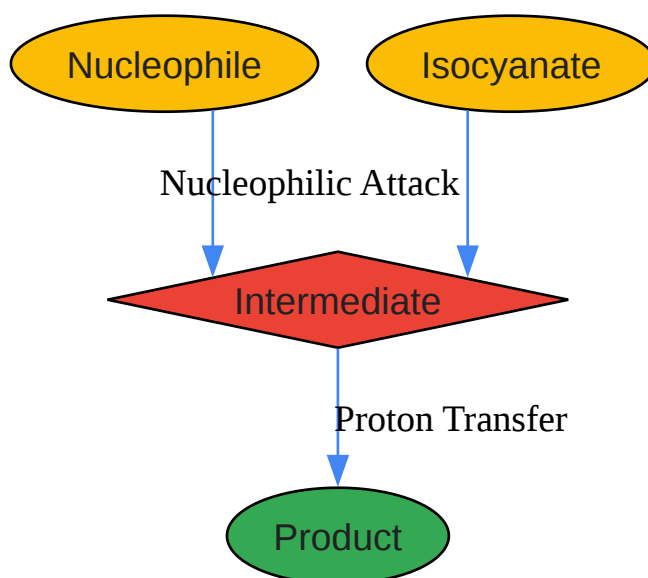 Nucleophile Isocyanate
Nucleophilic Attack
Intermediate
Proton Transfer
Product